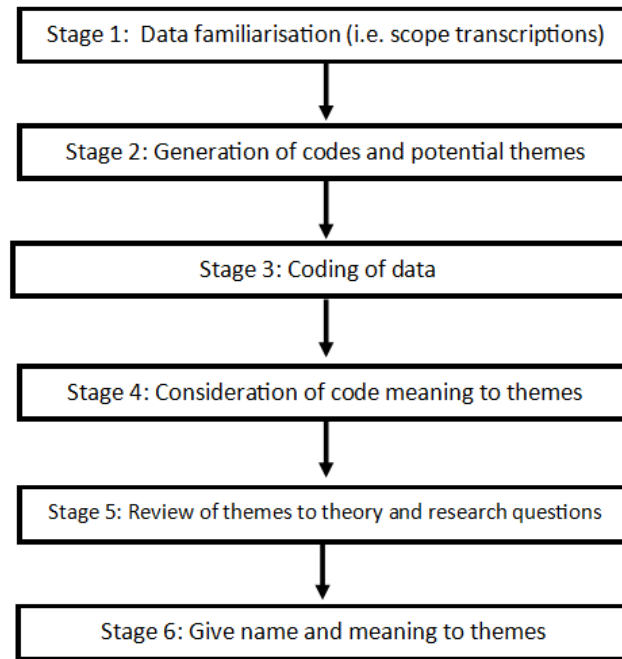 Stage 1:  Data familiarisation (i.e. scope transcriptions)
Stage 2: Generation of codes and potential themes
Stage 3: Coding of data
Stage 4: Consideration of code meaning to themes
Stage 5: Review of themes to theory and research questions
Stage 6: Give name and meaning to themes